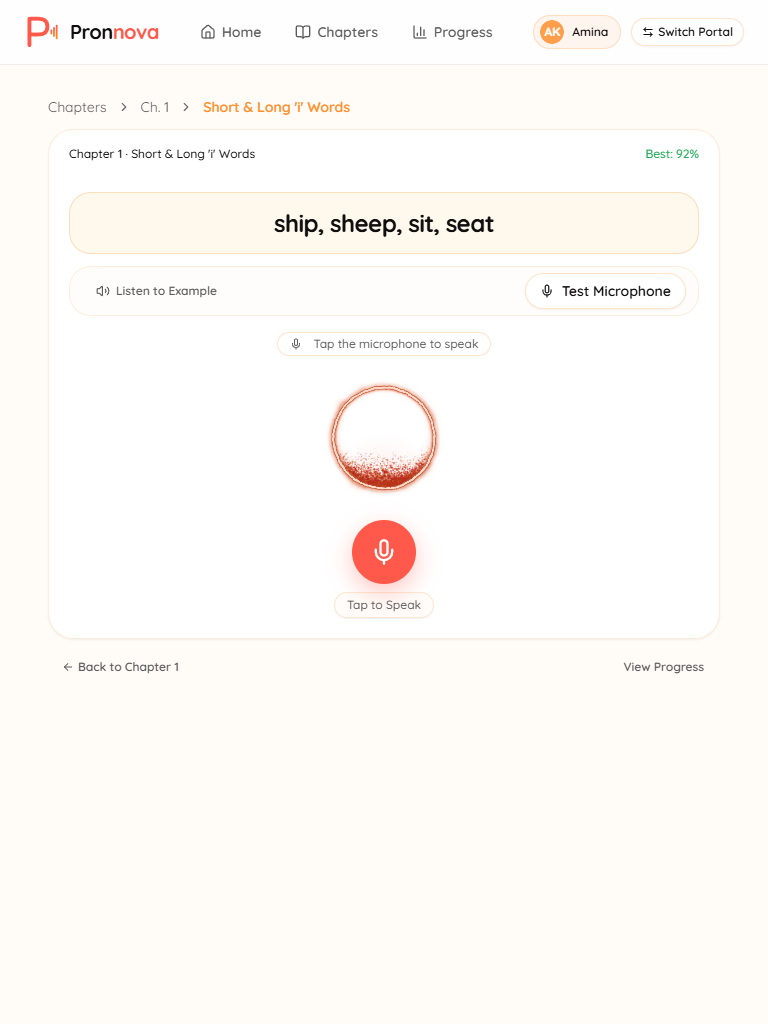 Pronnova
Home
Chapters
Progress
AK
Amina
Switch Portal
Chapters > Ch. 1 > Short & Long 'i' Words
Chapter 1 · Short & Long 'i' Words
Best: 92%
ship, sheep, sit, seat
Listen to Example
Test Microphone
Tap the microphone to speak
Tap to Speak
← Back to Chapter 1
View Progress